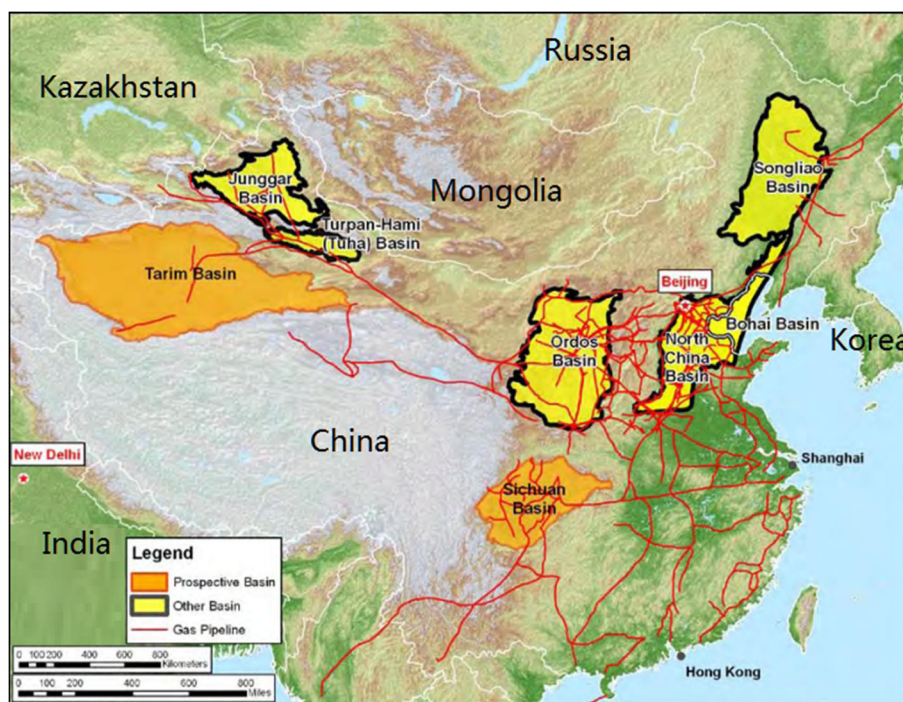 Russia
Kazakhstan
Junggar
Basin
Mongolia
Songliao
Basin
Turpan-Hami
(Tuha) Basin
Tarim Basin
Beijing
Bohai Basin
Korea
Ordos
Basin
North
China
Basin
China
New Delhi
Shanghai
Sichuan
Basin
India
Legend
Prospective Basin
Other Basin
Gas Pipeline
0 100 200 400 600 800
Kilometers
0 100 200 400 600 800
Miles
Hong Kong